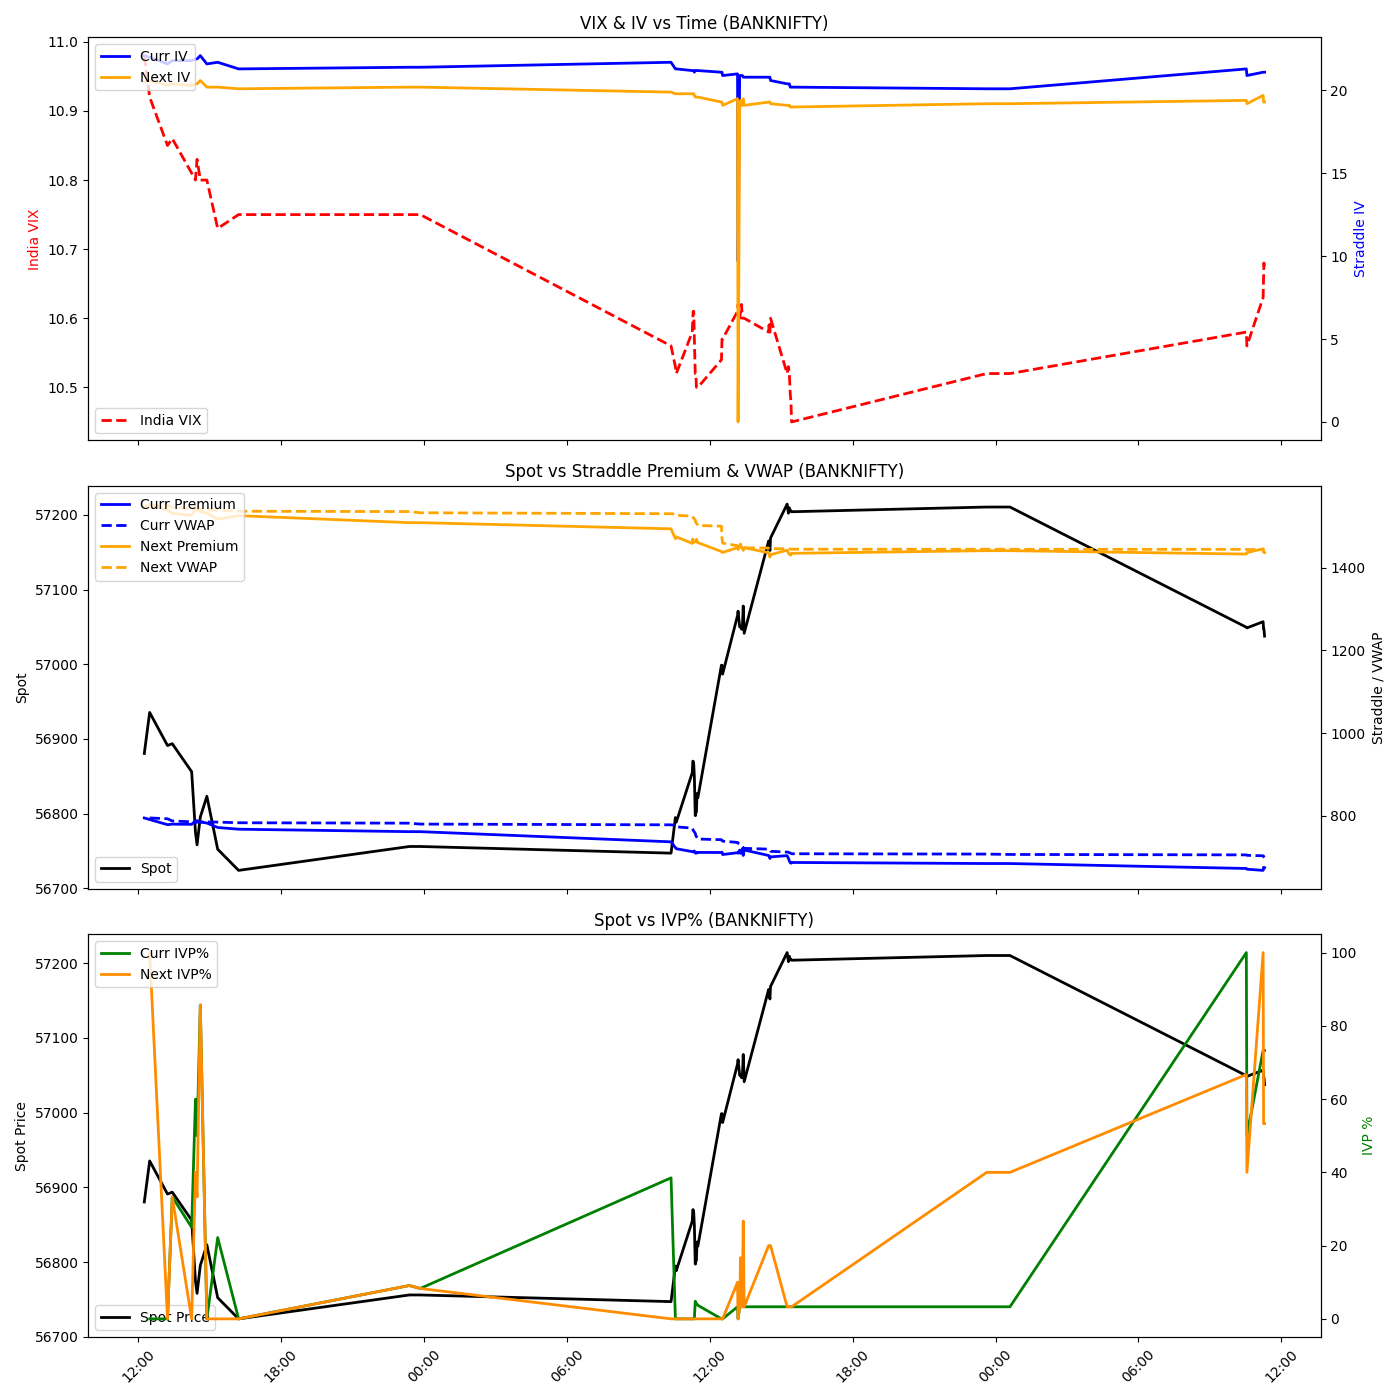 VIX & IV vs Time (BANKNIFTY)
11.0
10.9
10.8
10.7
10.6
10.5
India VIX
Curr IV
Next IV
India VIX
20
15
10
5
0
Straddle IV
Spot vs Straddle Premium & VWAP (BANKNIFTY)
57200
57100
57000
56900
56800
56700
Spot
Curr Premium
Curr VWAP
Next Premium
Next VWAP
Spot
1400
1200
1000
800
Straddle / VWAP
Spot vs IVP% (BANKNIFTY)
57200
57100
57000
56900
56800
56700
Spot Price
Curr IVP%
Next IVP%
Spot Price
100
80
60
40
20
0
IVP %
12:00
18:00
00:00
06:00
12:00
18:00
00:00
06:00
12:00